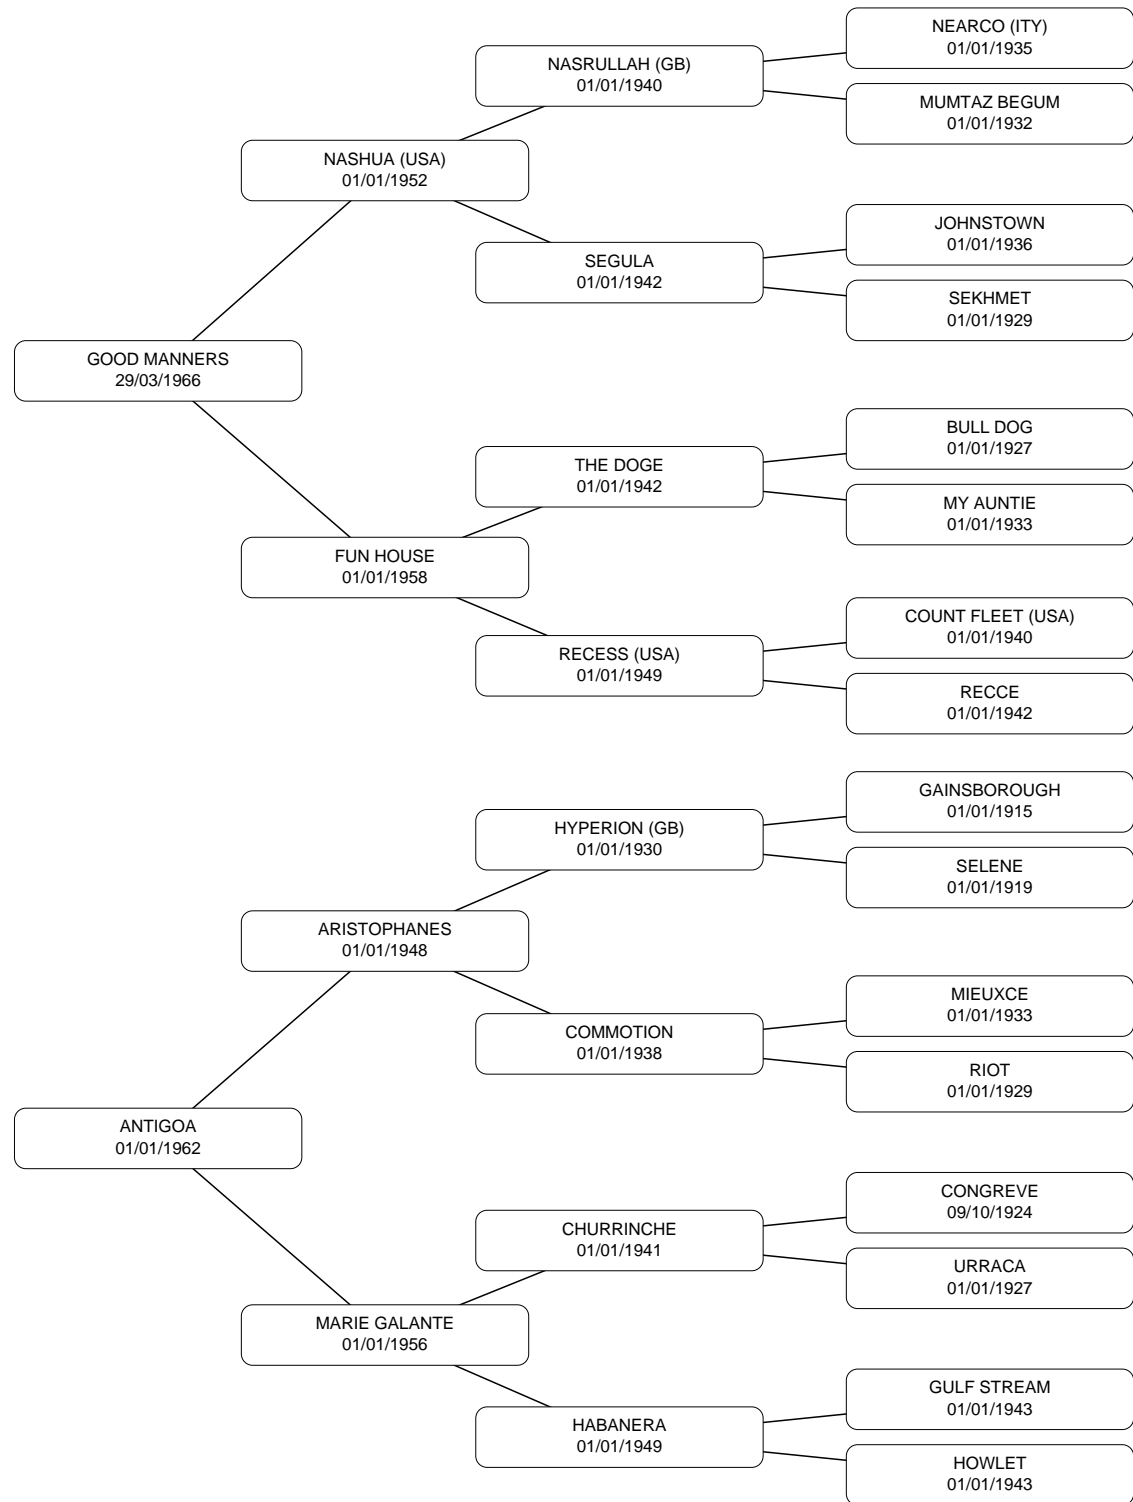 NEARCO (ITY)
01/01/1935
NASRULLAH (GB)
01/01/1940
MUMTAZ BEGUM
01/01/1932
NASHUA (USA)
01/01/1952
JOHNSTOWN
01/01/1936
SEGULA
01/01/1942
SEKHMET
01/01/1929
GOOD MANNERS
29/03/1966
BULL DOG
01/01/1927
THE DOGE
01/01/1942
MY AUNTIE
01/01/1933
FUN HOUSE
01/01/1958
COUNT FLEET (USA)
01/01/1940
RECESS (USA)
01/01/1949
RECCE
01/01/1942
GAINSBOROUGH
01/01/1915
HYPERION (GB)
01/01/1930
SELENE
01/01/1919
ARISTOPHANES
01/01/1948
MIEUXCE
01/01/1933
COMMOTION
01/01/1938
RIOT
01/01/1929
ANTIGOA
01/01/1962
CONGREVE
09/10/1924
CHURRINCHE
01/01/1941
URRACA
01/01/1927
MARIE GALANTE
01/01/1956
GULF STREAM
01/01/1943
HABANERA
01/01/1949
HOWLET
01/01/1943